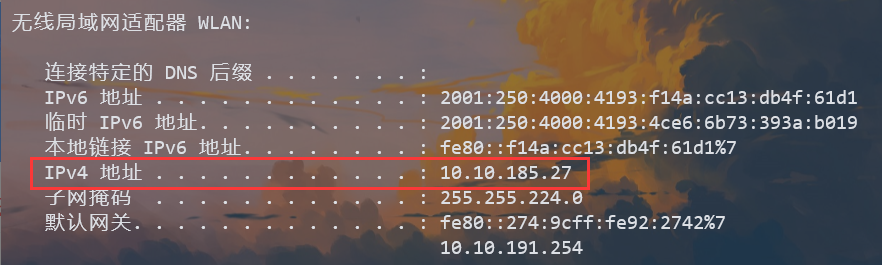 无线局域网适配器 WLAN:
连接特定的 DNS 后缀 . . . . . . . :
IPv6 地址 . . . . . . . . . . . . : 2001:250:4000:4193:f14a:cc13:db4f:61d1
临时 IPv6 地址. . . . . . . . . . : 2001:250:4000:4193:4ce6:6b73:393a:b019
本地链接 IPv6 地址. . . . . . . . : fe80::f14a:cc13:db4f:61d1%7
IPv4 地址 . . . . . . . . . . . . : 10.10.185.27
子网掩码 . . . . . . . . . . . . : 255.255.224.0
默认网关. . . . . . . . . . . . . : fe80::274:9cff:fe92:2742%7
10.10.191.254